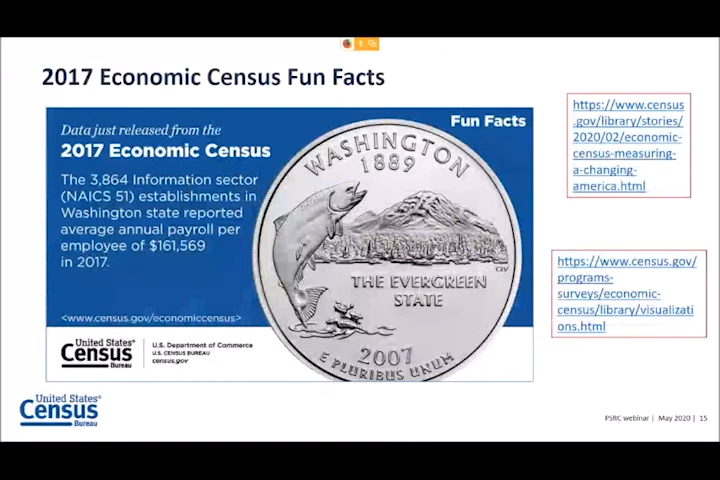 2017 Economic Census Fun Facts
Data just released from the
2017 Economic Census
Fun Facts
The 3,864 Information sector
(NAICS 51) establishments in
Washington state reported
average annual payroll per
employee of $161,569
in 2017.
<www.census.gov/economiccensus>
United States®
Census
Bureau
U.S. Department of Commerce
U.S. CENSUS BUREAU
census.gov
WASHINGTON
1889
THE EVERGREEN
STATE
2007
E PLURIBUS UNUM
https://www.census
.gov/library/stories/
2020/02/economic-
census-measuring-
a-changing-
america.html
https://www.census.gov/
programs-
surveys/economic-
census/library/visualizati
ons.html
United States®
Census
Bureau
PSRC webinar | May 2020 | 15